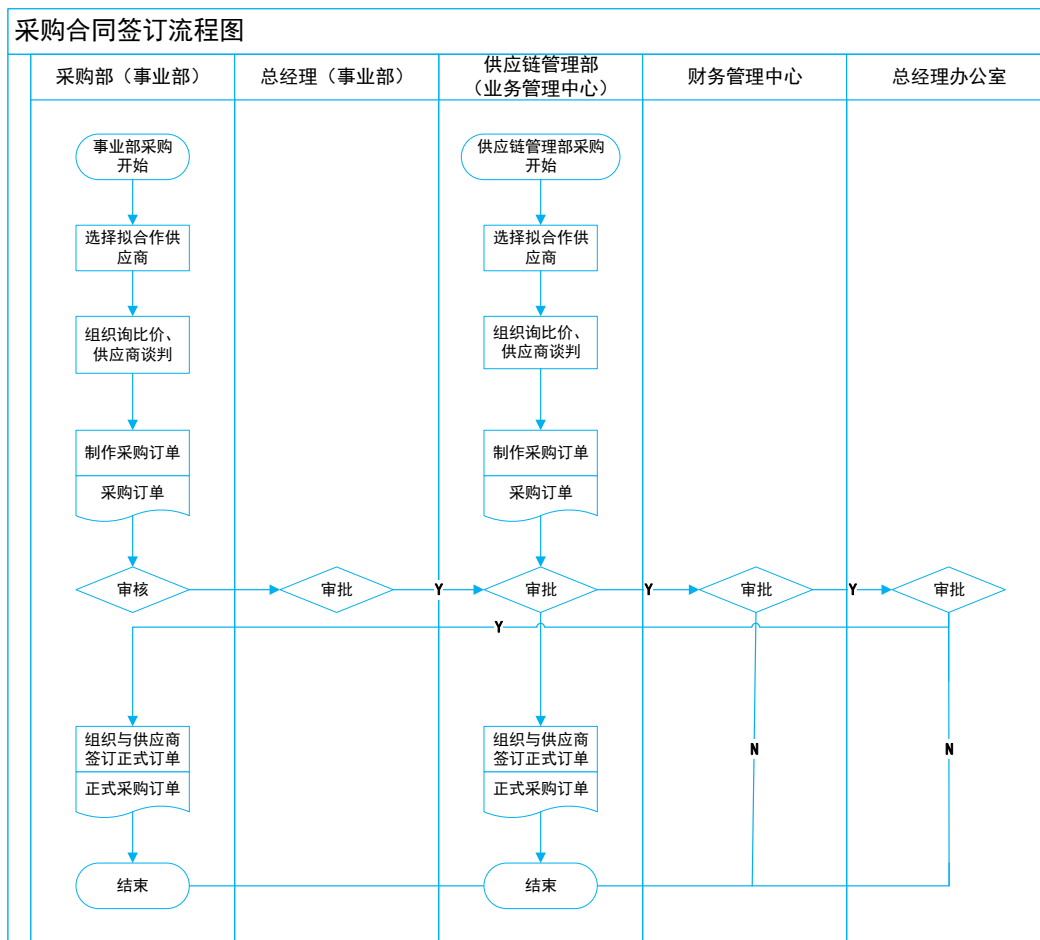 采购合同签订流程图
采购部（事业部）
总经理（事业部）
供应链管理部
（业务管理中心）
财务管理中心
总经理办公室
事业部采购
开始
供应链管理部采购
开始
选择拟合作供
应商
选择拟合作供
应商
组织询比价、
供应商谈判
组织询比价、
供应商谈判
制作采购订单
制作采购订单
采购订单
采购订单
审核
审批
Y
审批
Y
审批
Y
审批
Y
组织与供应商
签订正式订单
组织与供应商
签订正式订单
N
N
正式采购订单
正式采购订单
结束
结束